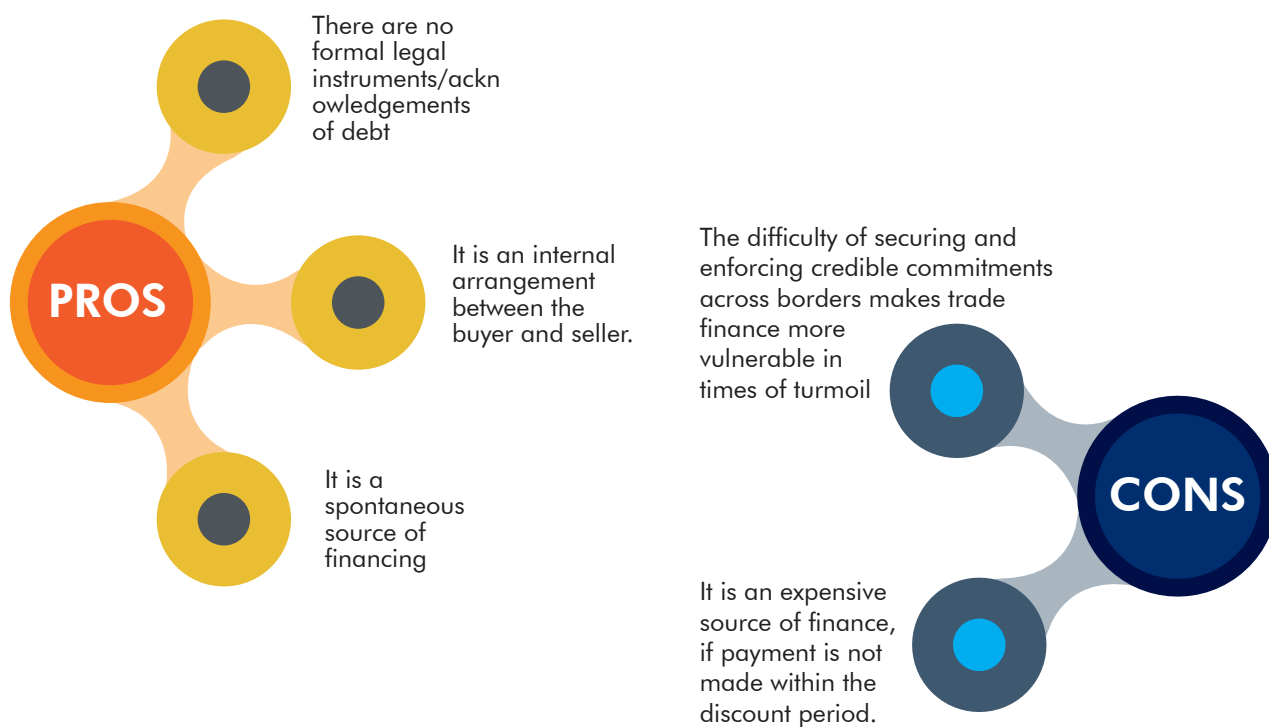 There are no
formal legal
instruments/ackn
owledgements
of debt
PROS
It is an internal
arrangement
between the
buyer and seller.
It is a
spontaneous
source of
financing
The difficulty of securing and
enforcing credible commitments
across borders makes trade
finance more
vulnerable in
times of turmoil
CONS
It is an expensive
source of finance,
if payment is not
made within the
discount period.